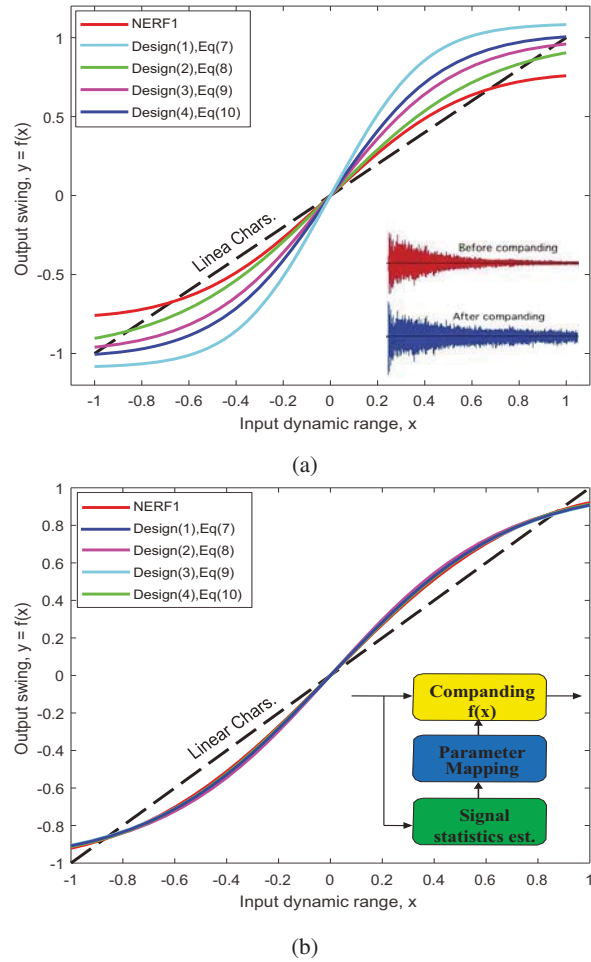 NERF1
Design(1),Eq(7)
Design(2),Eq(8)
Design(3),Eq(9)
Design(4),Eq(10)
1
0.5
0
-0.5
-1
Output swing, y = f(x)
Linea Chars.
Before companding
After companding
-1 -0.8 -0.6 -0.4 -0.2 0 0.2 0.4 0.6 0.8 1
Input dynamic range, x
(a)
NERF1
Design(1),Eq(7)
Design(2),Eq(8)
Design(3),Eq(9)
Design(4),Eq(10)
1
0.8
0.6
0.4
0.2
0
-0.2
-0.4
-0.6
-0.8
-1
Output swing, y = f(x)
Linear Chars.
Companding
f(x)
Parameter
Mapping
Signal
statistics est.
-1 -0.8 -0.6 -0.4 -0.2 0 0.2 0.4 0.6 0.8 1
Input dynamic range, x
(b)